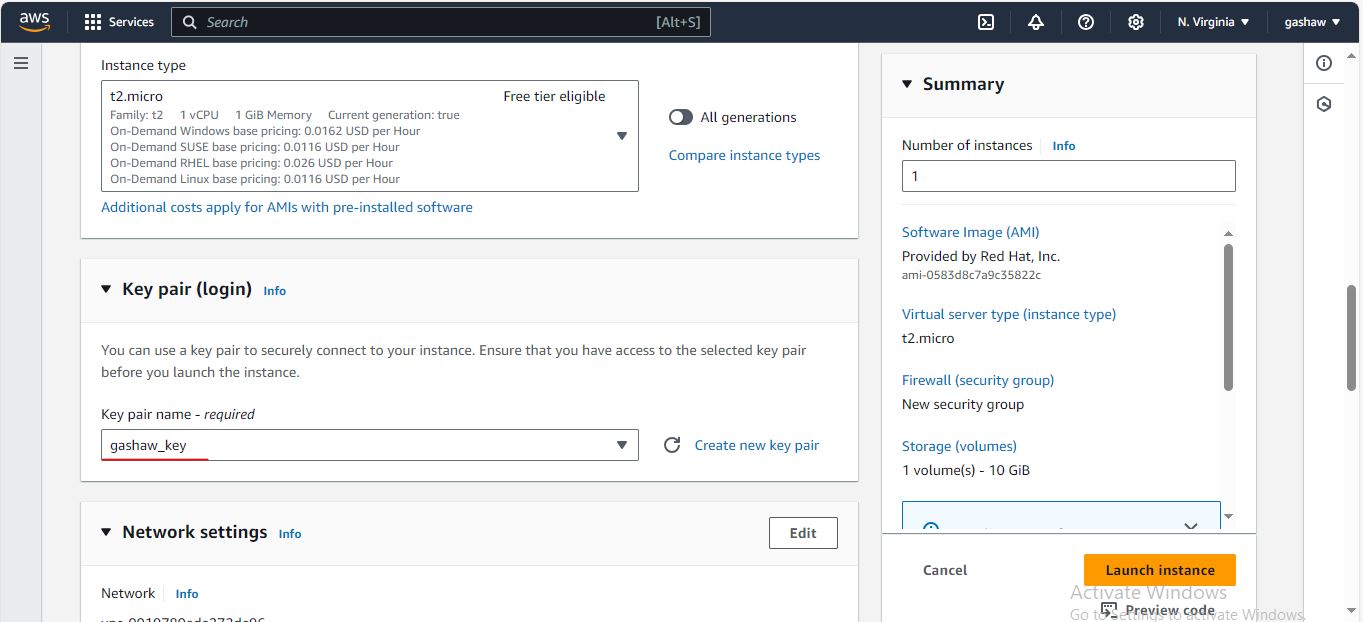 aws
Services
Search
[Alt+S]
N. Virginia
gashaw
Instance type
t2.micro
Free tier eligible
Family: t2 1 vCPU 1 GiB Memory Current generation: true
On-Demand Windows base pricing: 0.0162 USD per Hour
On-Demand SUSE base pricing: 0.0116 USD per Hour
On-Demand RHEL base pricing: 0.026 USD per Hour
On-Demand Linux base pricing: 0.0116 USD per Hour
All generations
Compare instance types
Additional costs apply for AMIs with pre-installed software
Key pair (login) Info
You can use a key pair to securely connect to your instance. Ensure that you have access to the selected key pair
before you launch the instance.
Key pair name - required
gashaw_key
Create new key pair
Network settings Info
Edit
Network Info
Summary
Number of instances Info
1
Software Image (AMI)
Provided by Red Hat, Inc.
ami-0583d8c7a9c35822c
Virtual server type (instance type)
t2.micro
Firewall (security group)
New security group
Storage (volumes)
1 volume(s) - 10 GiB
Cancel
Launch instance
Preview code
Activate Windows
Go to Settings to activate Windows.